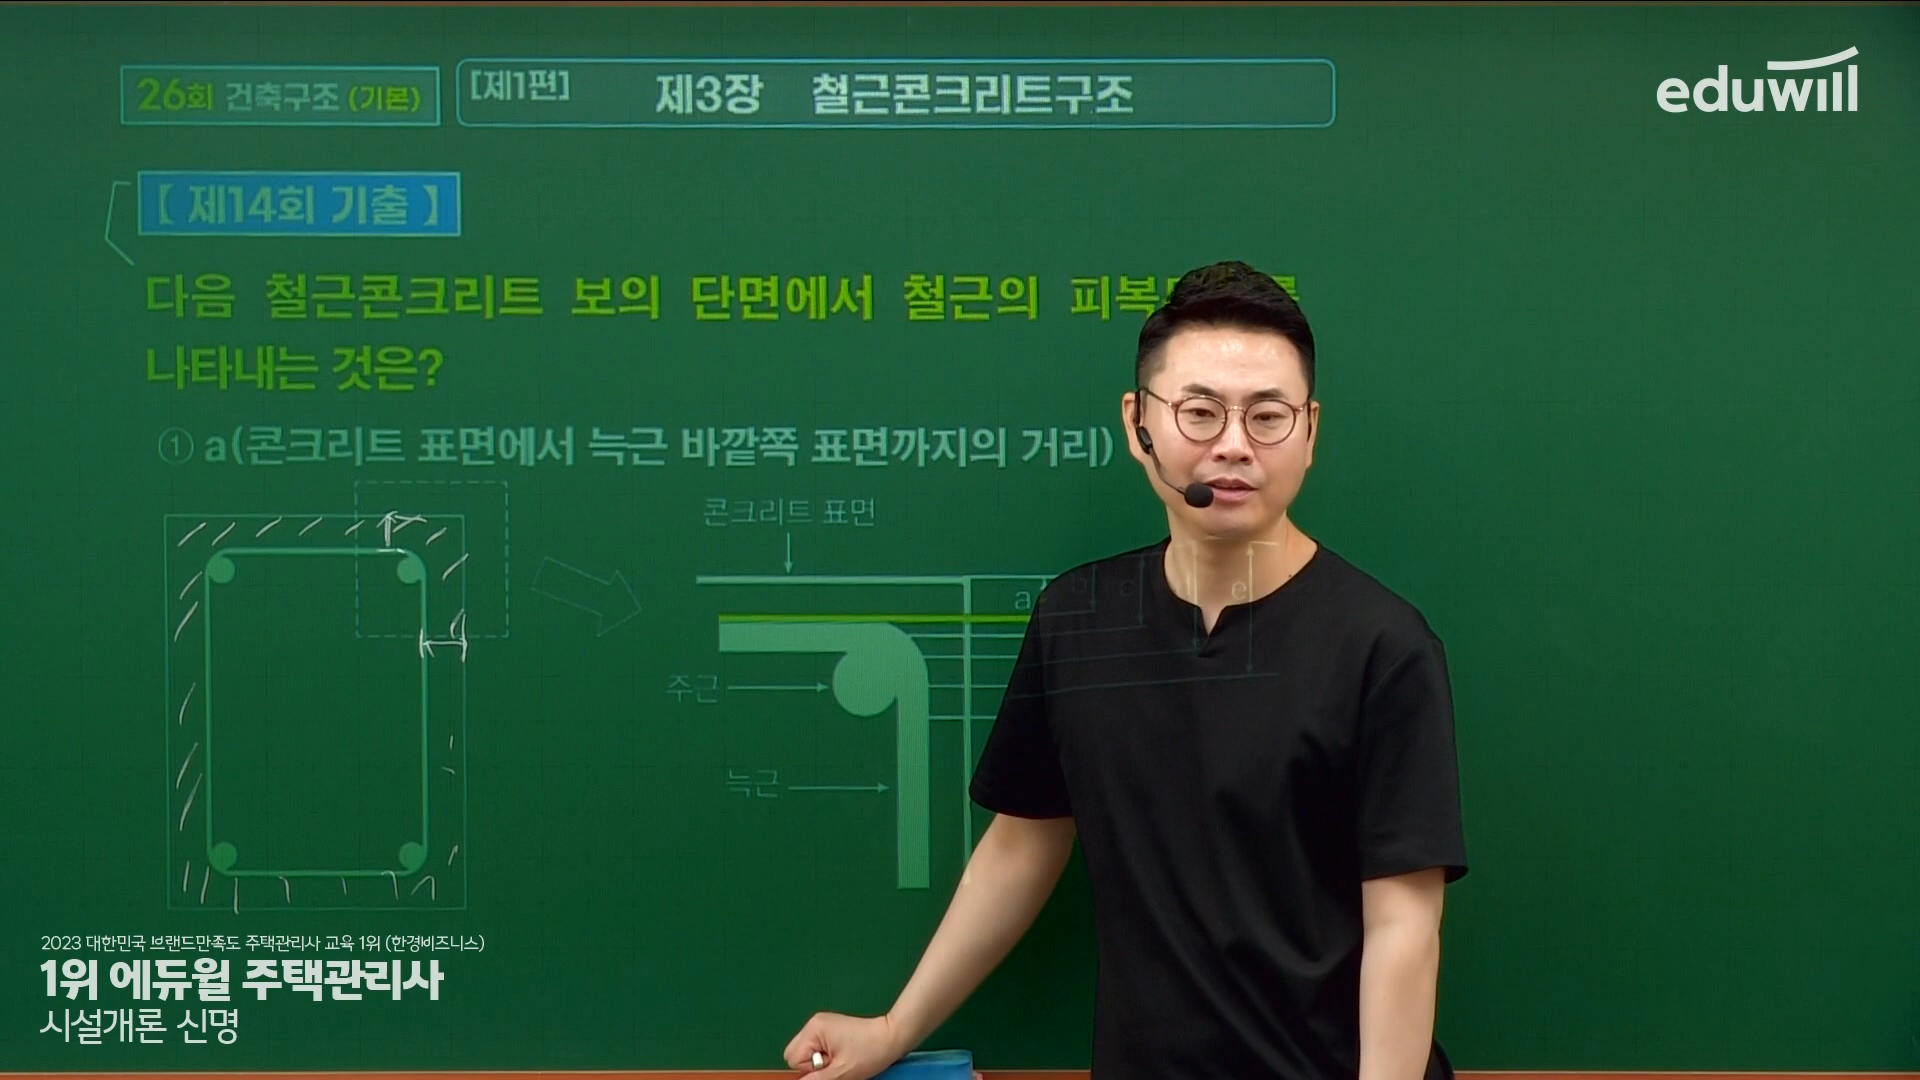 26회 건축구조 (기본)
[제1편] 제3장 철근콘크리트구조
eduwill
【 제14회 기출 】
다음 철근콘크리트 보의 단면에서 철근의 피복
나타내는 것은?
① a(콘크리트 표면에서 늑근 바깥쪽 표면까지의 거리)
콘크리트 표면
a b c e
주근
늑근
2023 대한민국 브랜드만족도 주택관리사 교육 1위 (한경비즈니스)
1위 에듀윌 주택관리사
시설개론 신명